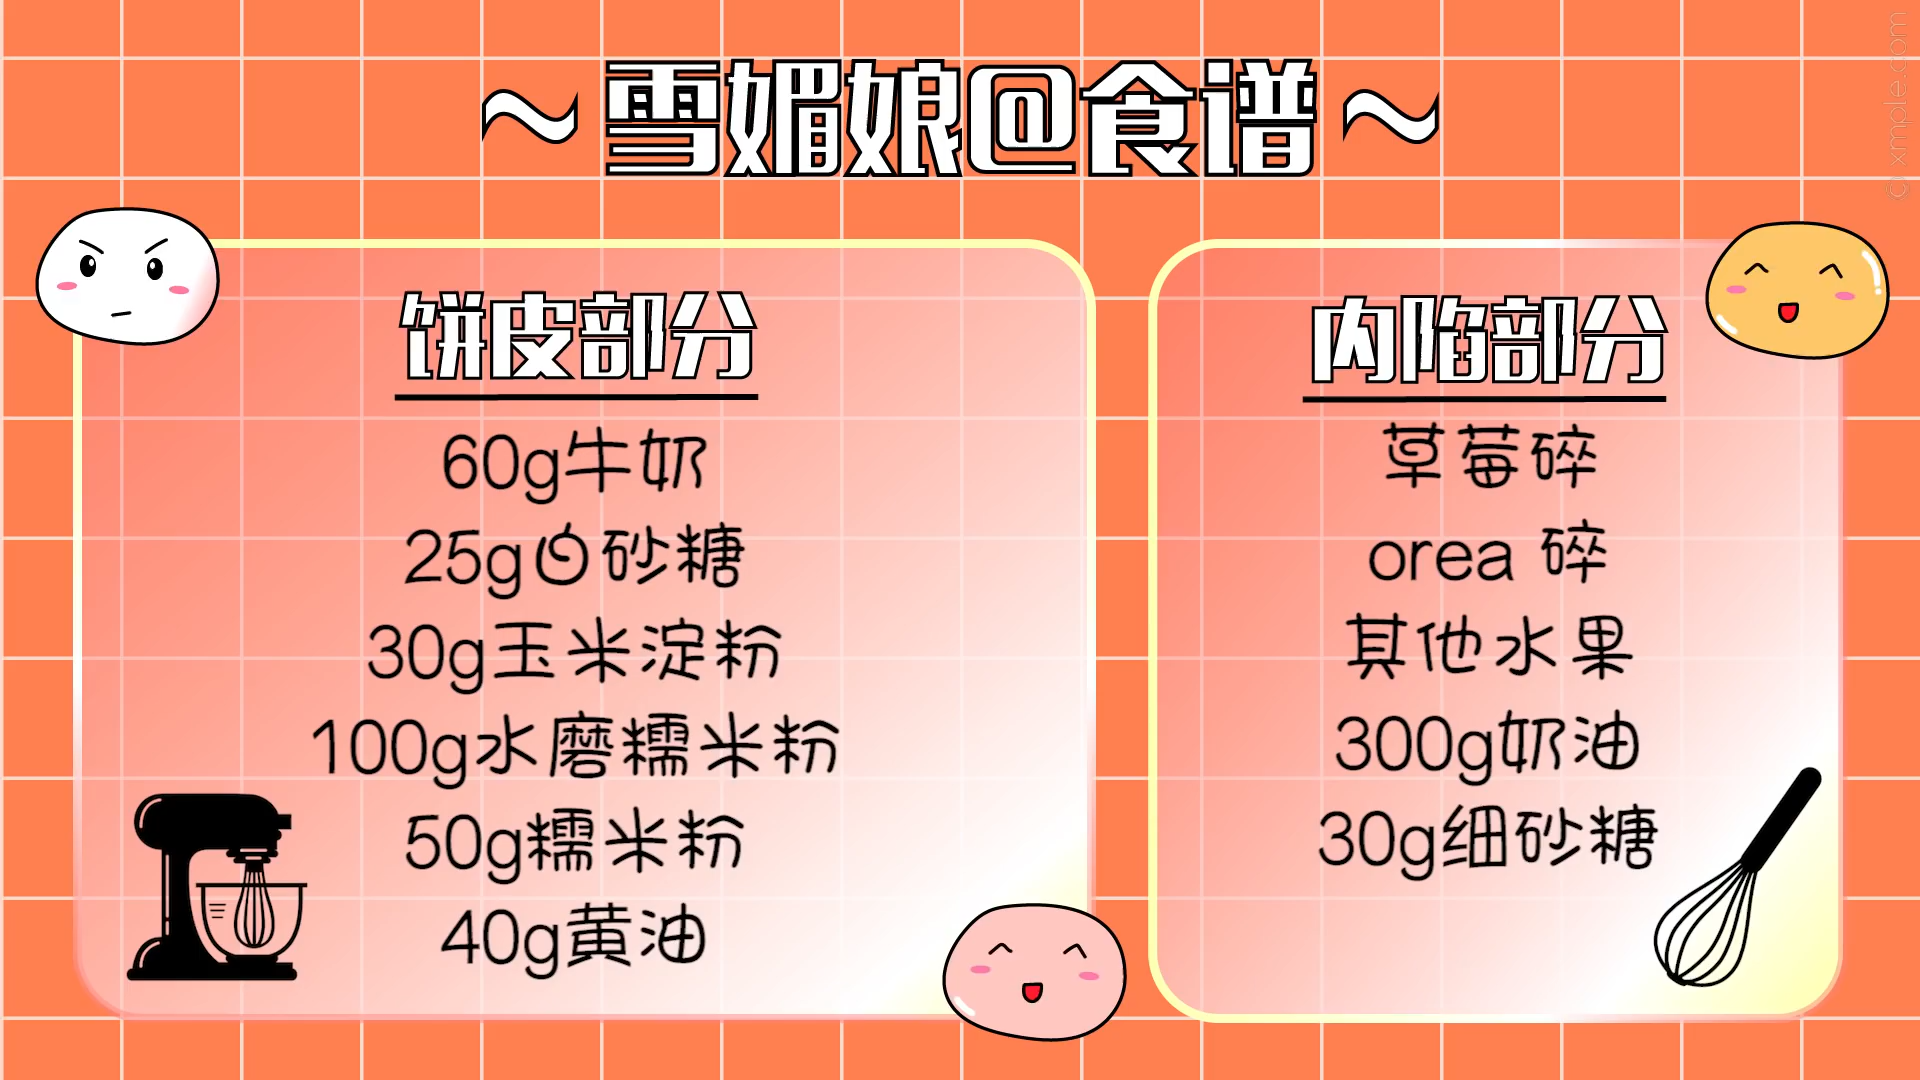 ~雪媚娘@食谱~
饼皮部分
60g牛奶
25g白砂糖
30g玉米淀粉
100g水磨糯米粉
50g糯米粉
40g黄油
内陷部分
草莓碎
orea 碎
其他水果
300g奶油
30g细砂糖
© xmple.com